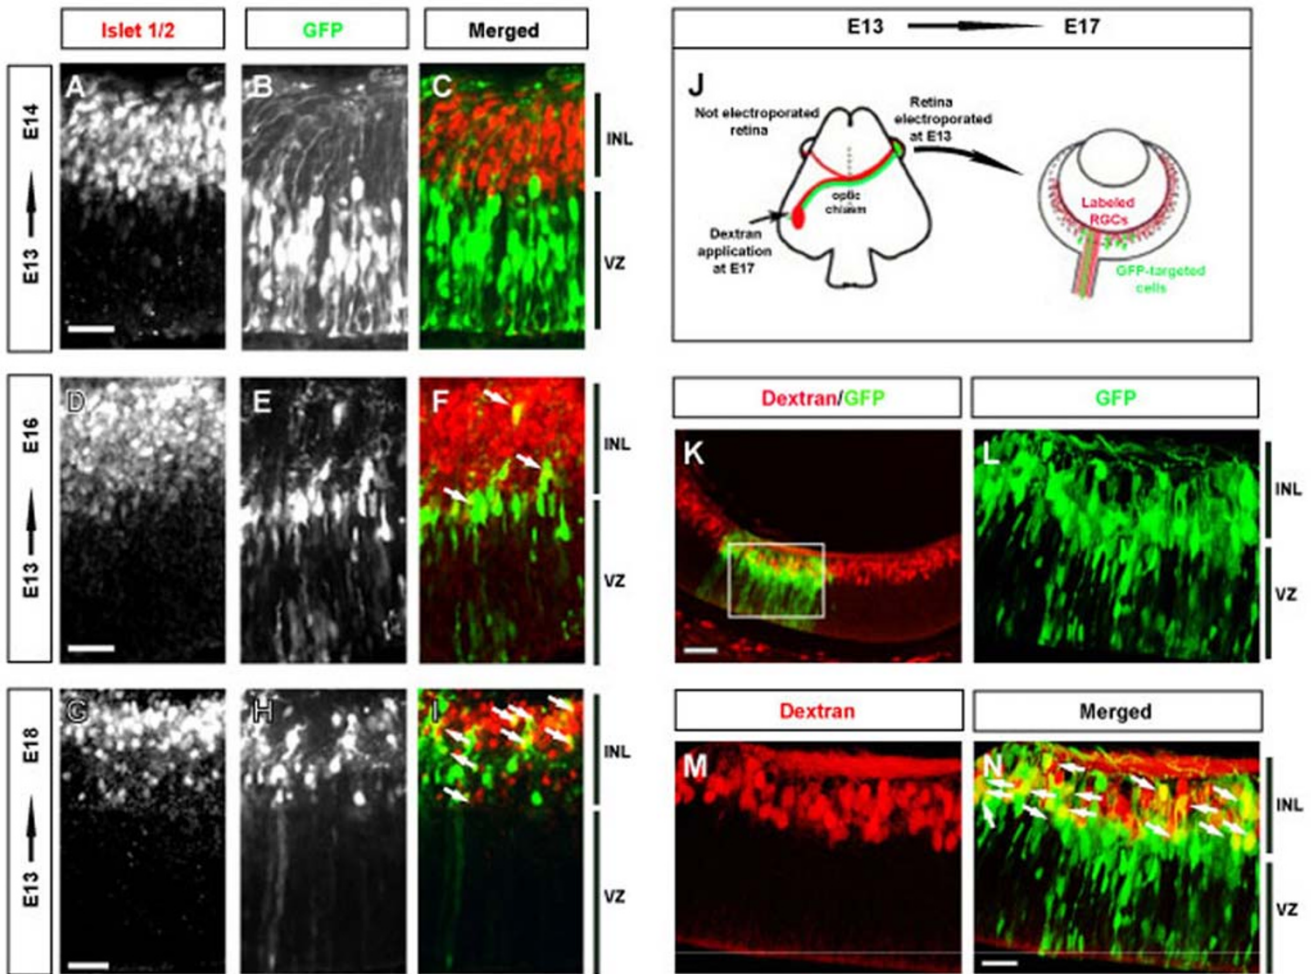 Islet 1/2
GFP
Merged
E13 → E14
A
B
C
INL
VZ
E13 → E16
D
E
F
INL
VZ
E13 → E18
G
H
I
INL
VZ
E13 → E17
J
Not electroporated
retina
Retina
electroporated
at E13
optic
chiasm
Dextran
application
at E17
Labeled
RGCs
GFP-targeted
cells
Dextran/GFP
GFP
K
L
INL
VZ
Dextran
Merged
M
N
INL
VZ